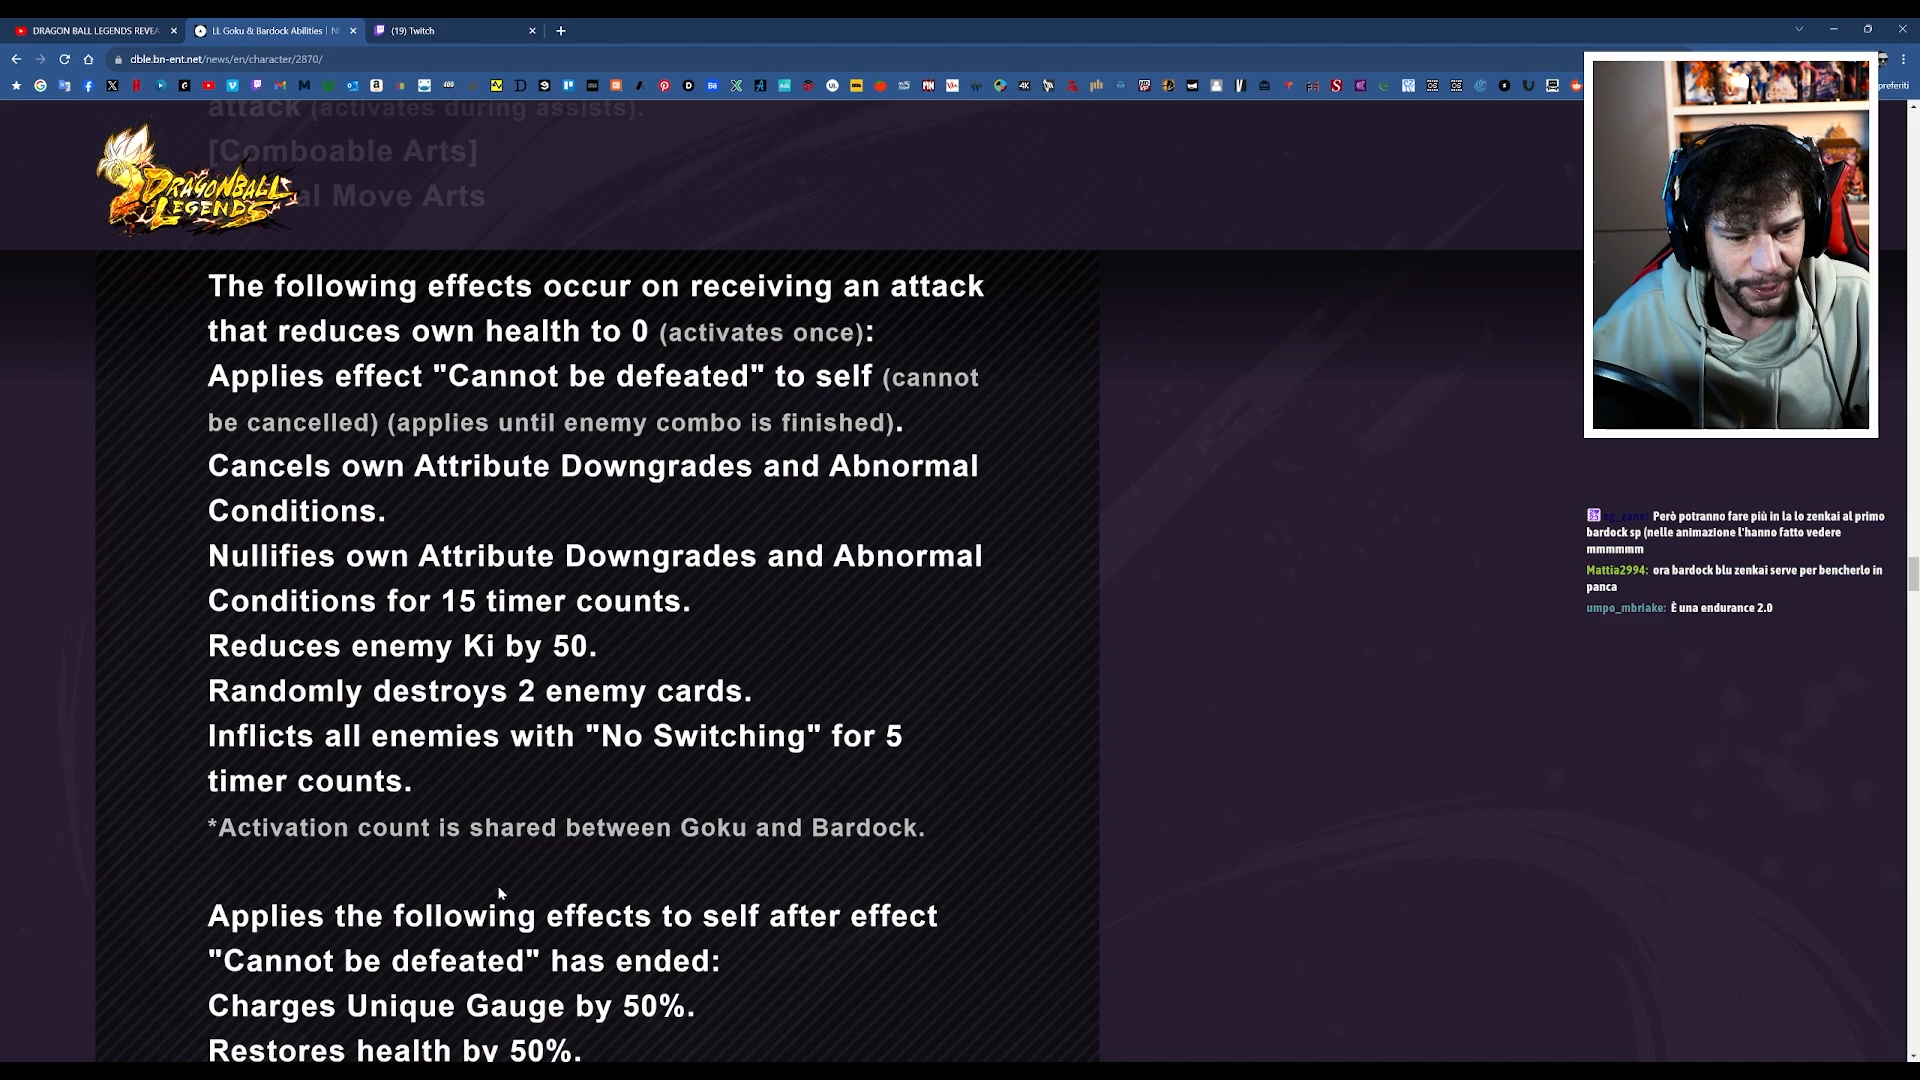 DRAGON BALL LEGENDS REVEA
LL Goku & Bardock Abilities | N
(19) Twitch
dble.bn-ent.net/news/en/character/2870/
preferiti
attack (activates during assists).
[Comboable Arts]
al Move Arts
DRAGONBALL
LEGENDS
The following effects occur on receiving an attack
that reduces own health to 0 (activates once):
Applies effect "Cannot be defeated" to self (cannot
be cancelled) (applies until enemy combo is finished).
Cancels own Attribute Downgrades and Abnormal
Conditions.
Nullifies own Attribute Downgrades and Abnormal
Conditions for 15 timer counts.
Reduces enemy Ki by 50.
Randomly destroys 2 enemy cards.
Inflicts all enemies with "No Switching" for 5
timer counts.
*Activation count is shared between Goku and Bardock.
Applies the following effects to self after effect
"Cannot be defeated" has ended:
Charges Unique Gauge by 50%.
Restores health by 50%.
Però potranno fare più in la lo zenkai al primo
bardock sp (nelle animazione l'hanno fatto vedere
mmmmmm
Mattia2994: ora bardock blu zenkai serve per bencherlo in
panca
umpo_mbriake: È una endurance 2.0